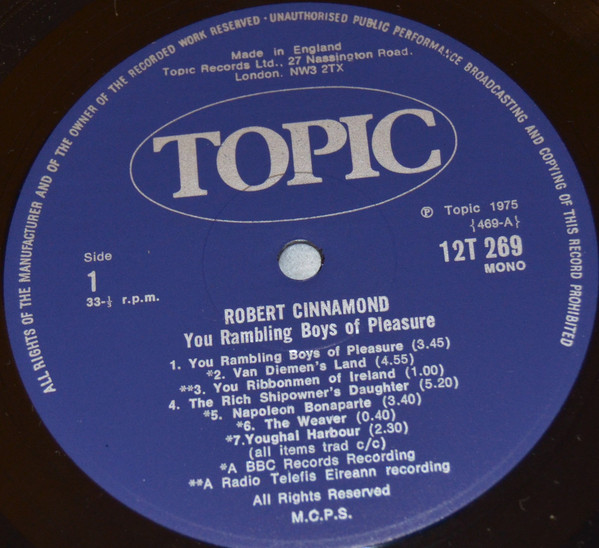 ALL RIGHTS OF THE MANUFACTURER AND OF THE OWNER OF THE RECORDED WORK RESERVED · UNAUTHORISED PUBLIC PERFORMANCE BROADCASTING AND COPYING OF THIS RECORD PROHIBITED
Made in England
Topic Records Ltd., 27 Nassington Road.
London. NW3 2TX
TOPIC
℗ Topic 1975
{469-A}
12T 269
MONO
Side
1
33-⅓ r.p.m.
ROBERT CINNAMOND
You Rambling Boys of Pleasure
1. You Rambling Boys of Pleasure (3.45)
*2. Van Diemen's Land (4.55)
**3. You Ribbonmen of Ireland (1.00)
4. The Rich Shipowner's Daughter (5.20)
*5. Napoleon Bonaparte (3.40)
*6. The Weaver (0.40)
*7.Youghal Harbour (2.30)
(all items trad c/c)
*A BBC Records Recording
**A Radio Telefis Eireann recording
All Rights Reserved
M.C.P.S.